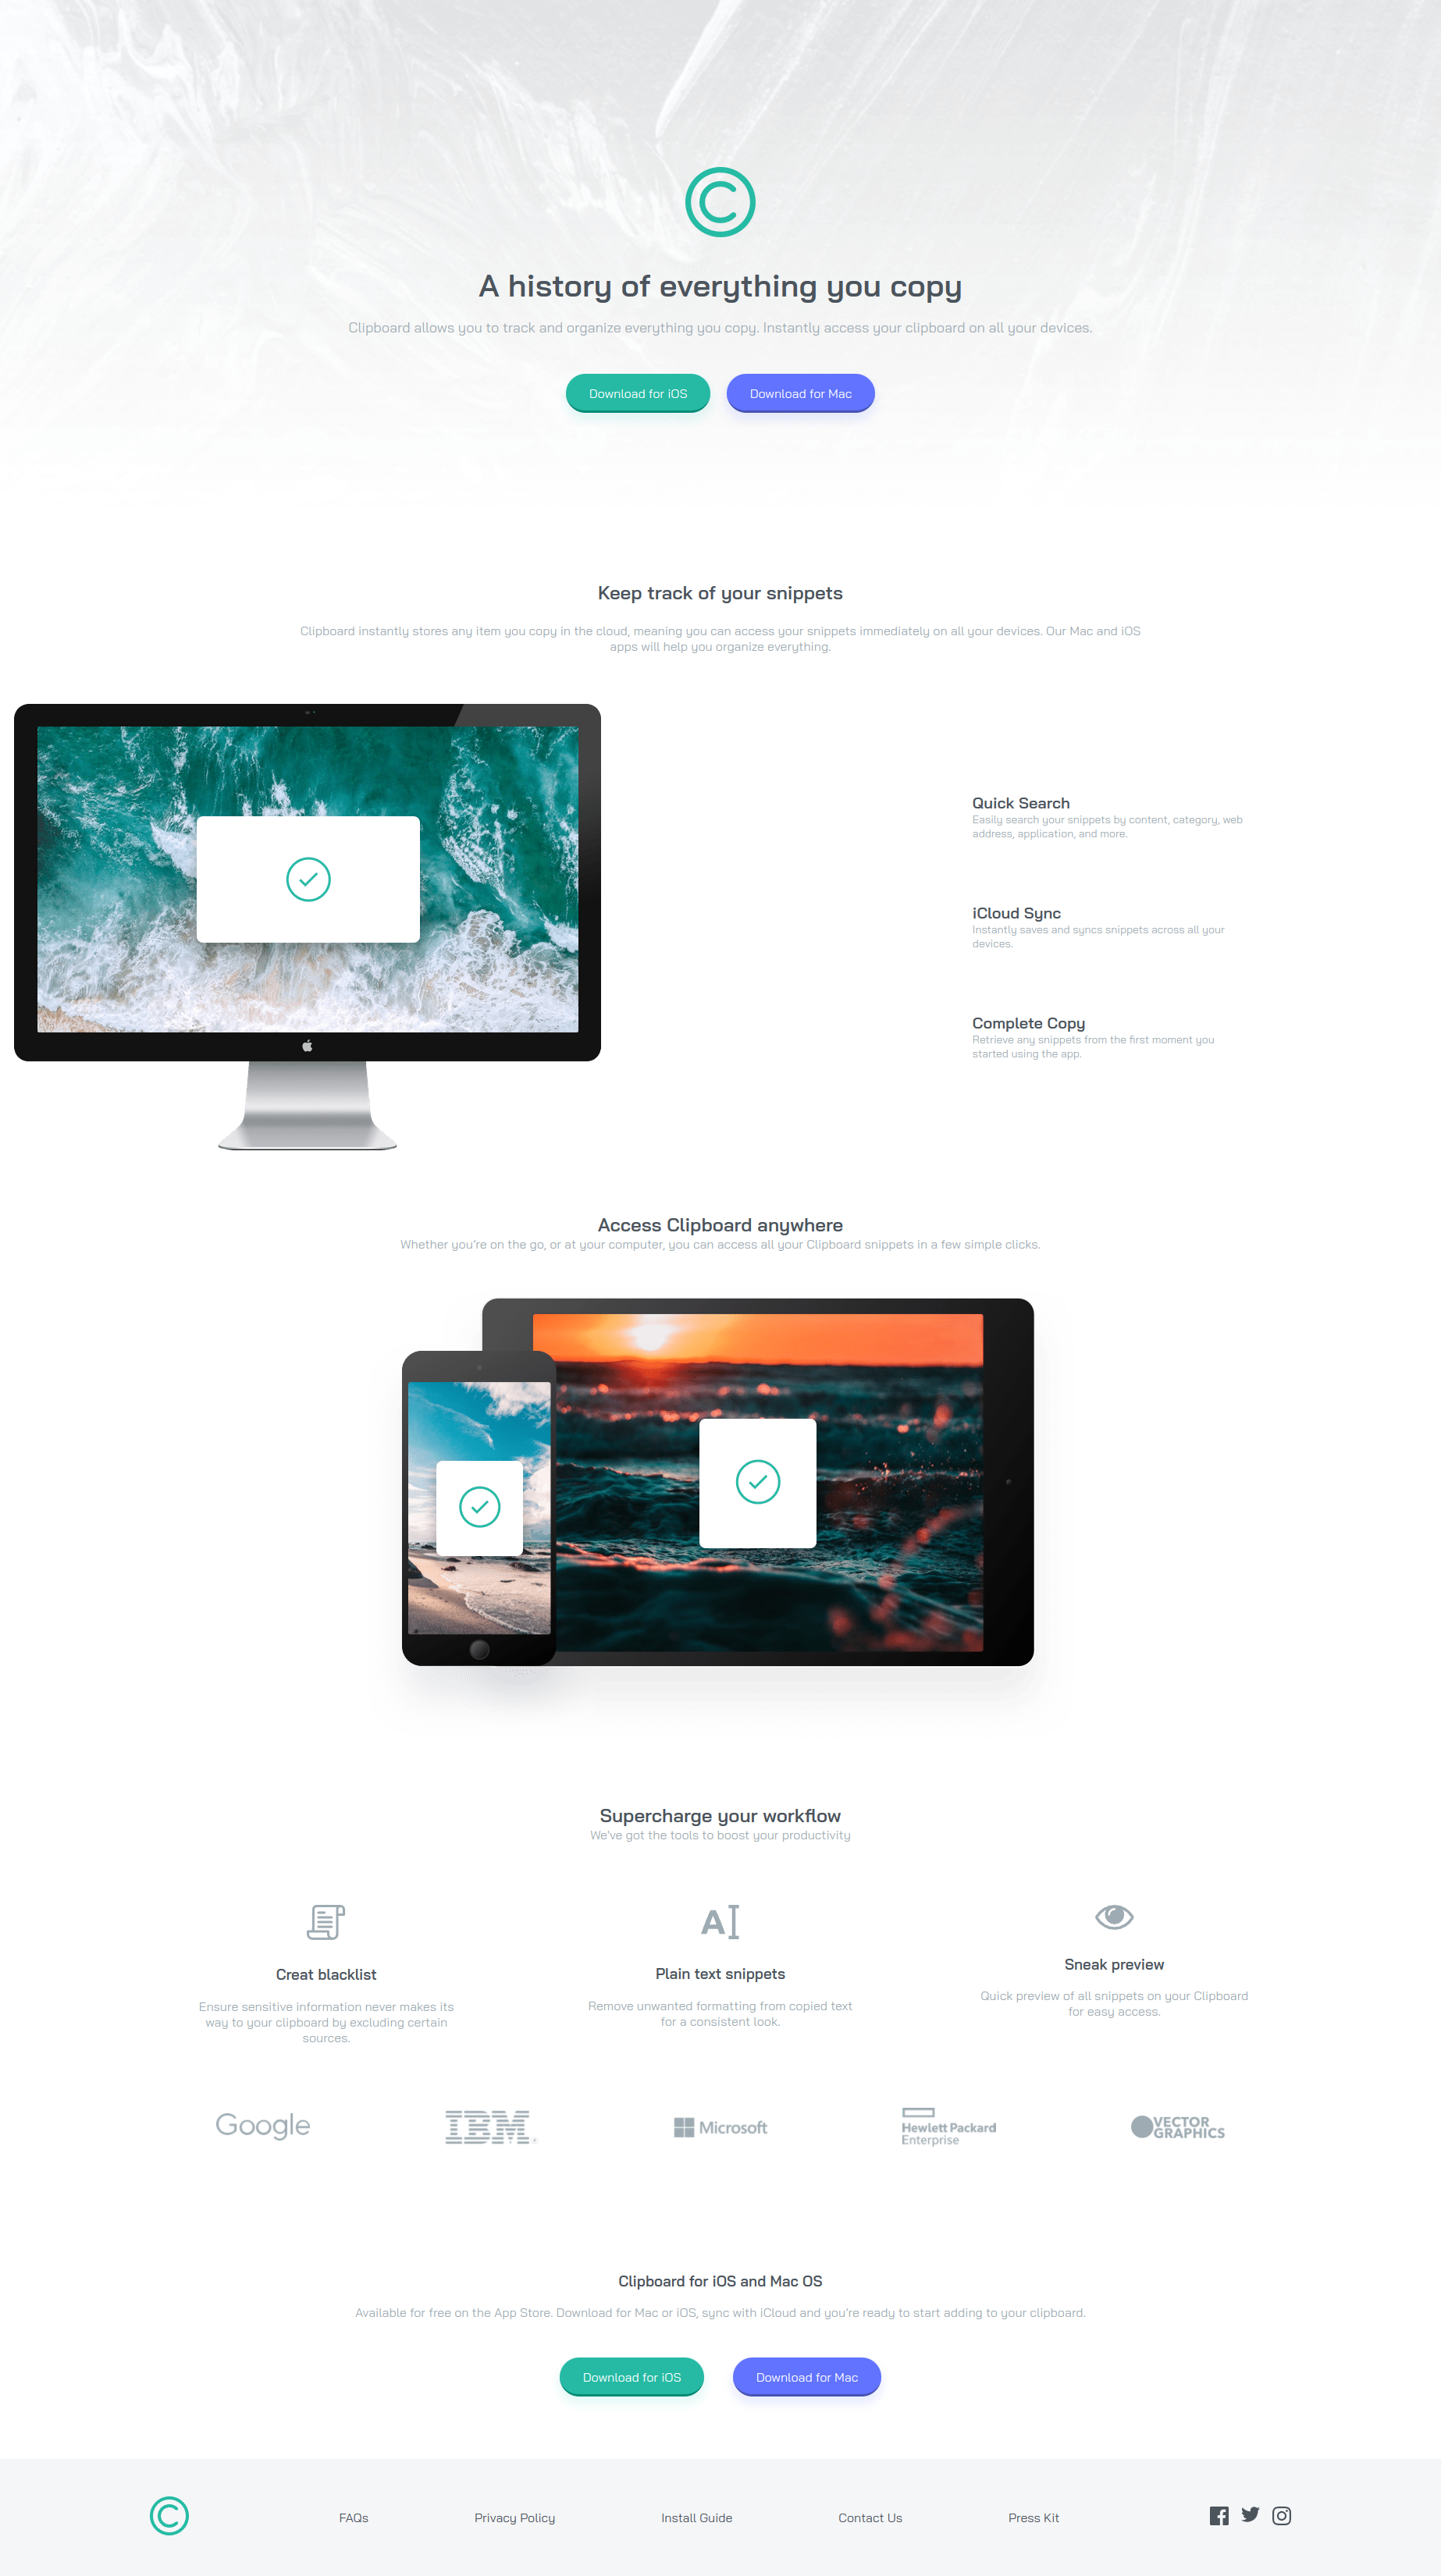 A history of everything you copy
Clipboard allows you to track and organize everything you copy. Instantly access your clipboard on all your devices.
Download for iOS
Download for Mac
Keep track of your snippets
Clipboard instantly stores any item you copy in the cloud, meaning you can access your snippets immediately on all your devices. Our Mac and iOS
apps will help you organize everything.
Quick Search
Easily search your snippets by content, category, web
address, application, and more.
iCloud Sync
Instantly saves and syncs snippets across all your
devices.
Complete Copy
Retrieve any snippets from the first moment you
started using the app.
Access Clipboard anywhere
Whether you’re on the go, or at your computer, you can access all your Clipboard snippets in a few simple clicks.
Supercharge your workflow
We’ve got the tools to boost your productivity
Creat blacklist
Ensure sensitive information never makes its
way to your clipboard by excluding certain
sources.
Plain text snippets
Remove unwanted formatting from copied text
for a consistent look.
Sneak preview
Quick preview of all snippets on your Clipboard
for easy access.
Google
IBM
Microsoft
Hewlett Packard
Enterprise
VECTOR
GRAPHICS
Clipboard for iOS and Mac OS
Available for free on the App Store. Download for Mac or iOS, sync with iCloud and you’re ready to start adding to your clipboard.
Download for iOS
Download for Mac
FAQs
Privacy Policy
Install Guide
Contact Us
Press Kit